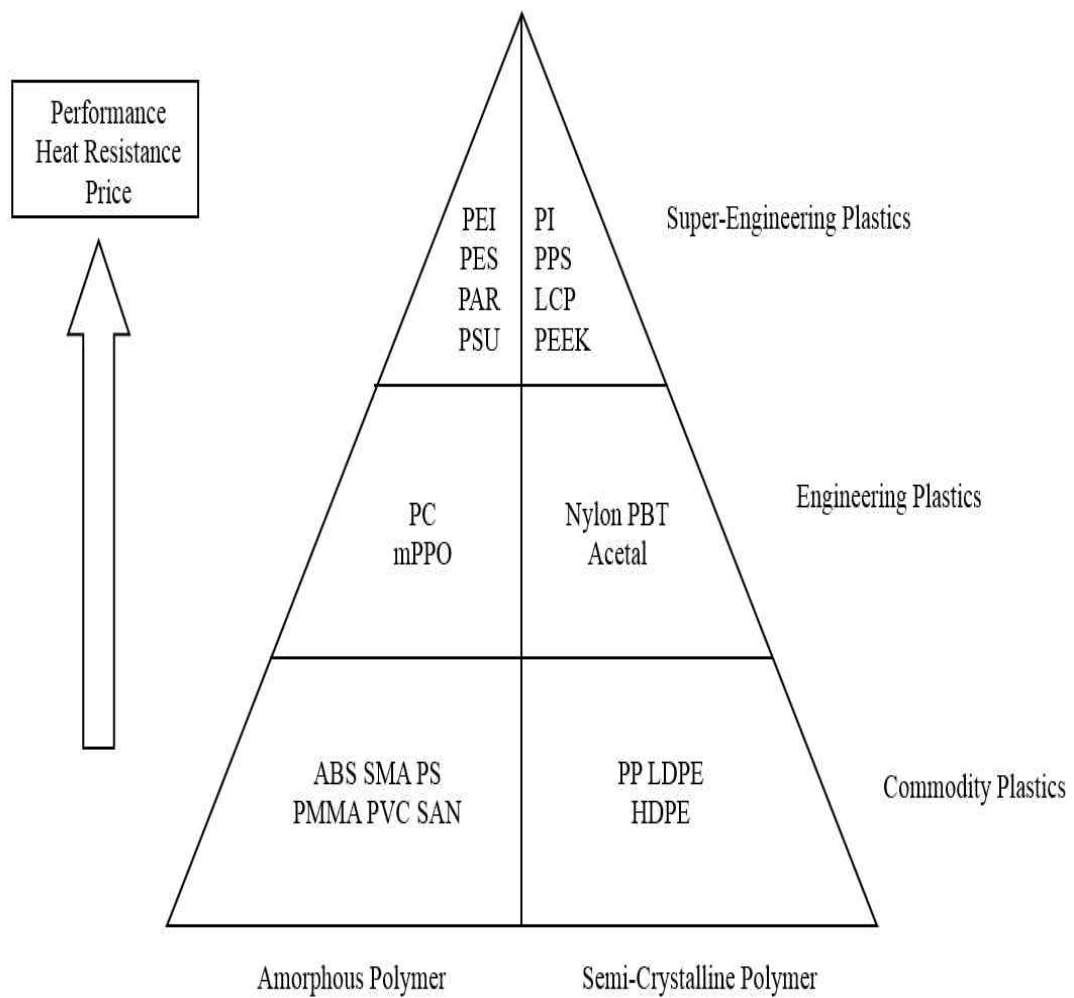 Performance
Heat Resistance
Price
PEI
PES
PAR
PSU
PI
PPS
LCP
PEEK
Super-Engineering Plastics
PC
mPPO
Nylon PBT
Acetal
Engineering Plastics
ABS SMA PS
PMMA PVC SAN
PP LDPE
HDPE
Commodity Plastics
Amorphous Polymer
Semi-Crystalline Polymer